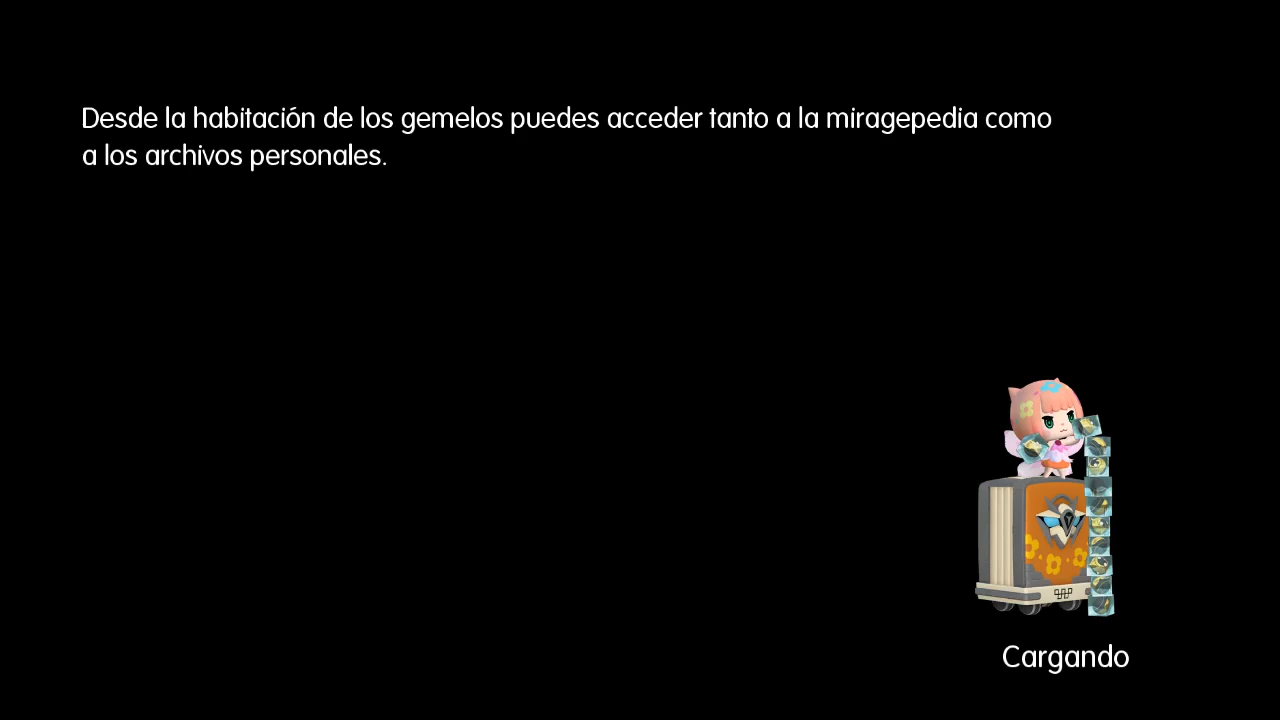 Desde la habitación de los gemelos puedes acceder tanto a la miragepedia como
a los archivos personales.
Cargando